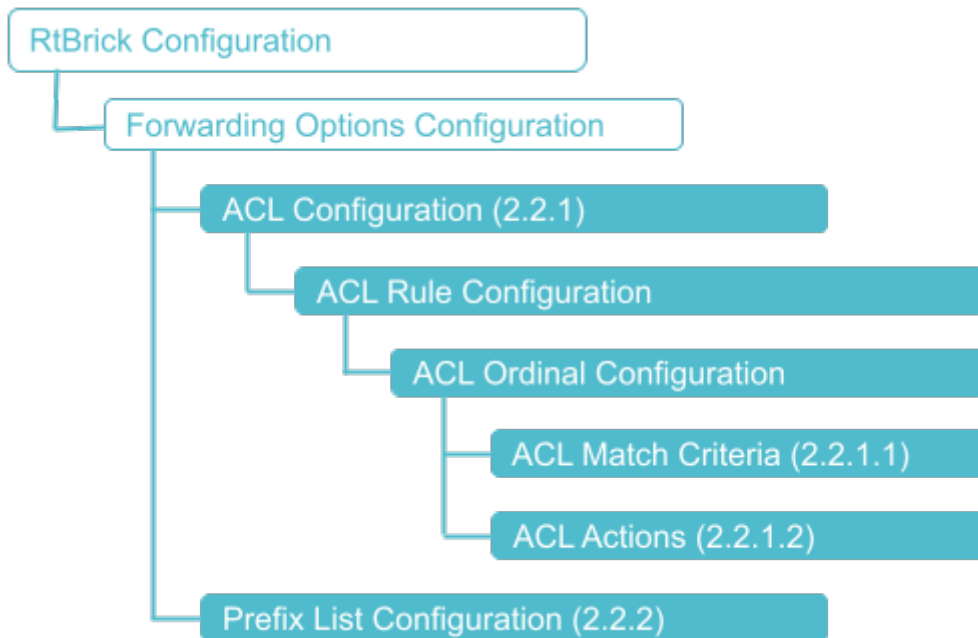 RtBrick Configuration
Forwarding Options Configuration
ACL Configuration (2.2.1)
ACL Rule Configuration
ACL Ordinal Configuration
ACL Match Criteria (2.2.1.1)
ACL Actions (2.2.1.2)
Prefix List Configuration (2.2.2)